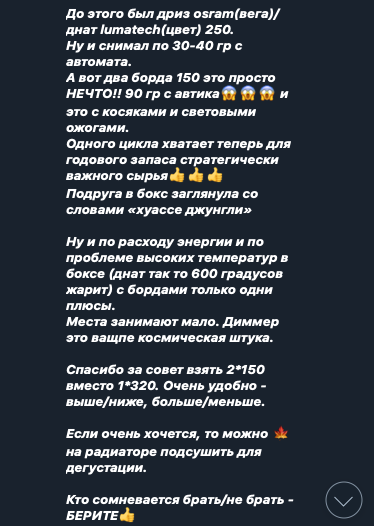 До этого был дриз osram(вега)/
днат lumatech(цвет) 250.
Ну и снимал по 30-40 гр с
автомата.
А вот два борда 150 это просто
НЕЧТО!! 90 гр с автика😱😱😱 и
это с косяками и световыми
ожогами.
Одного цикла хватает теперь для
годового запаса стратегически
важного сырья👍👍👍
Подруга в бокс заглянула со
словами «хуассе джунгли»
Ну и по расходу энергии и по
проблеме высоких температур в
боксе (днат так то 600 градусов
жарит) с бордами только одни
плюсы.
Места занимают мало. Диммер
это ващпе космическая штука.
Спасибо за совет взять 2*150
вместо 1*320. Очень удобно -
выше/ниже, больше/меньше.
Если очень хочется, то можно 🍁
на радиаторе подсушить для
дегустации.
Кто сомневается брать/не брать -
БЕРИТЕ👍